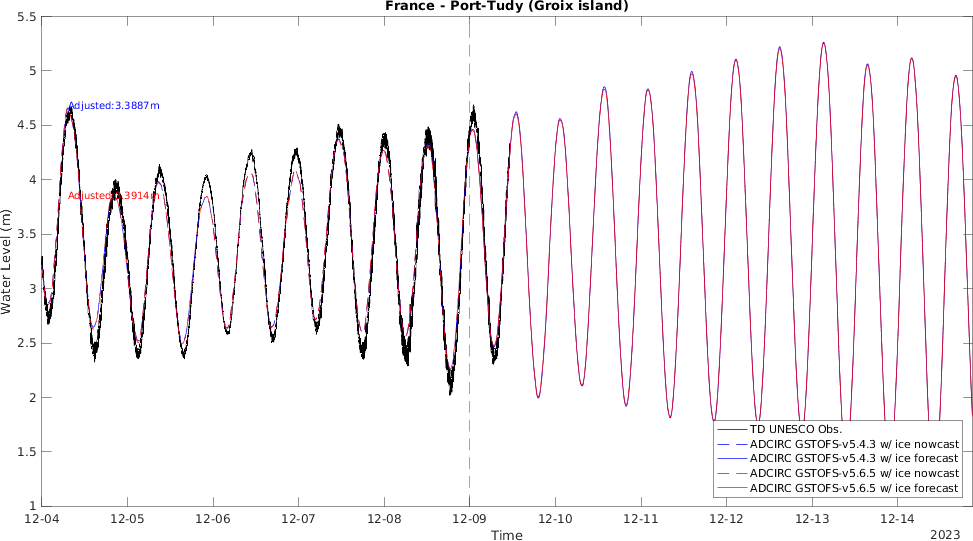 France - Port-Tudy (Groix island)
5.5
5
4.5
4
3.5
3
2.5
2
1.5
1
Water Level (m)
Adjusted:3.3887m
Adjusted:3.3914m
TD UNESCO Obs.
ADCIRC GSTOFS-v5.4.3 w/ ice nowcast
ADCIRC GSTOFS-v5.4.3 w/ ice forecast
ADCIRC GSTOFS-v5.6.5 w/ ice nowcast
ADCIRC GSTOFS-v5.6.5 w/ ice forecast
12-04 12-05 12-06 12-07 12-08 12-09 12-10 12-11 12-12 12-13 12-14
Time
2023